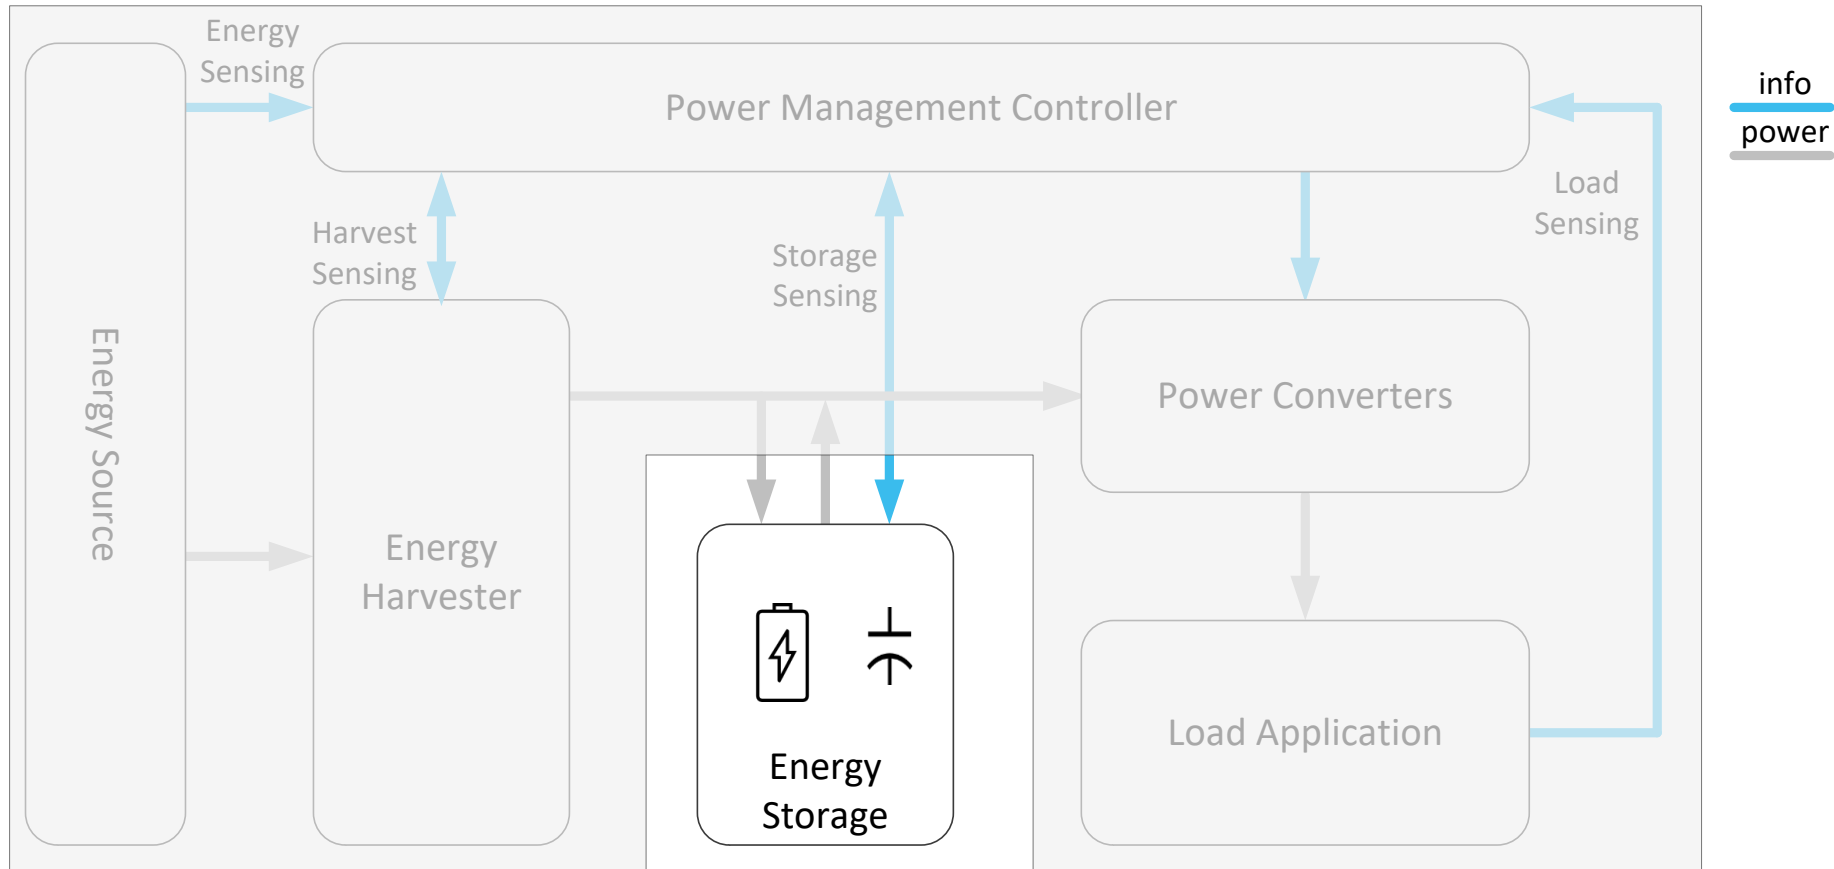 Energy
Sensing
Power Management Controller
info
power
Harvest
Sensing
Storage
Sensing
Load
Sensing
Energy Source
Energy
Harvester
Power Converters
Energy
Storage
Load Application